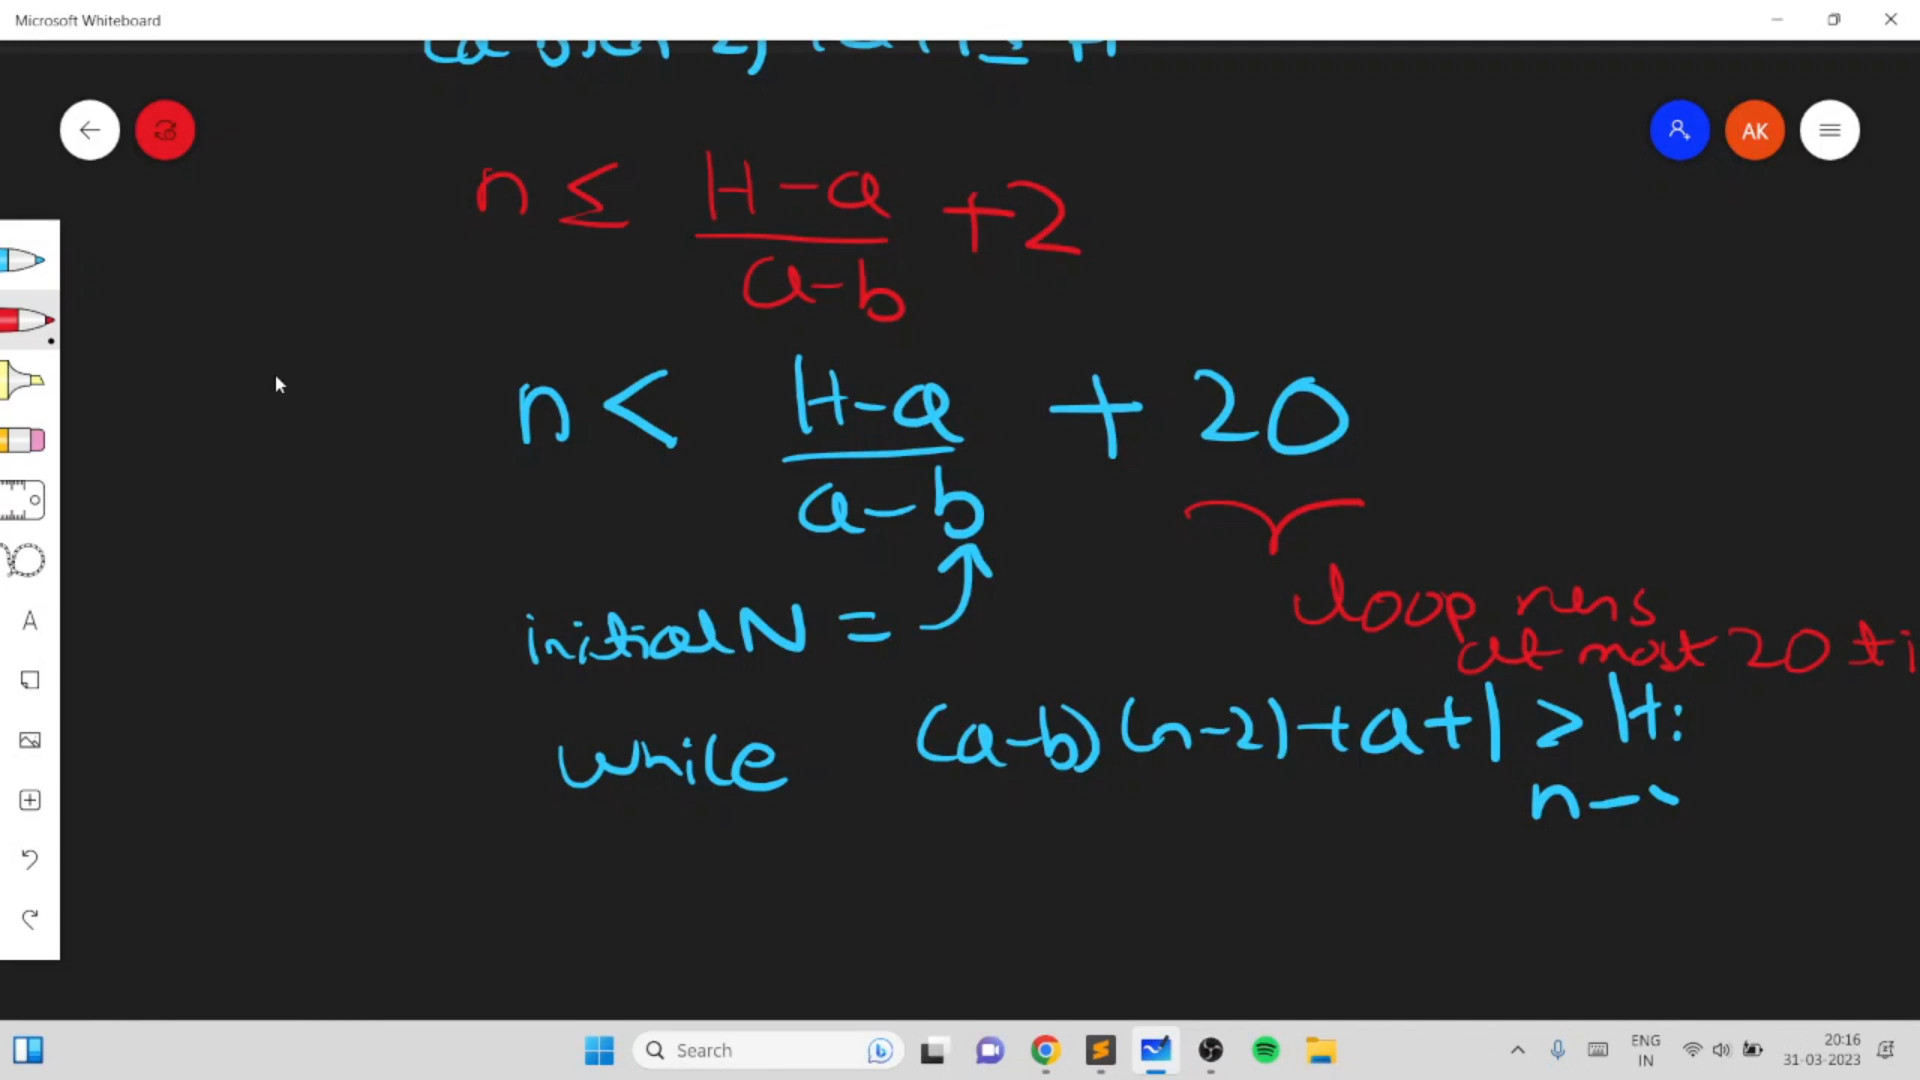 Microsoft Whiteboard
AK
n ≤ H-a / a-b +2
n < H-a / a-b + 20
A
loop runs
at most 20 ti
initial N =
while (a-b)(n-2)+a+1 > H:
n--
Search
ENG
IN
20:16
31-03-2023